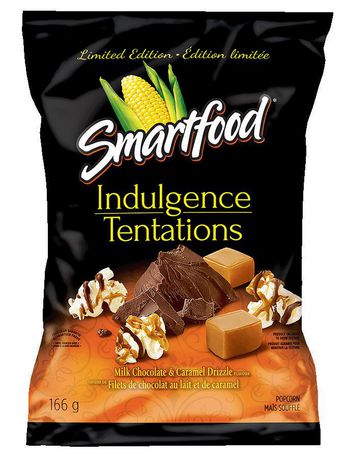 Limited Edition • Édition limitée
Smartfood®
Indulgence
Tentations
Milk Chocolate & Caramel Drizzle FLAVOUR
Filets de chocolat au lait et de caramel
166 g
POPCORN
MAÏS SOUFFLÉ